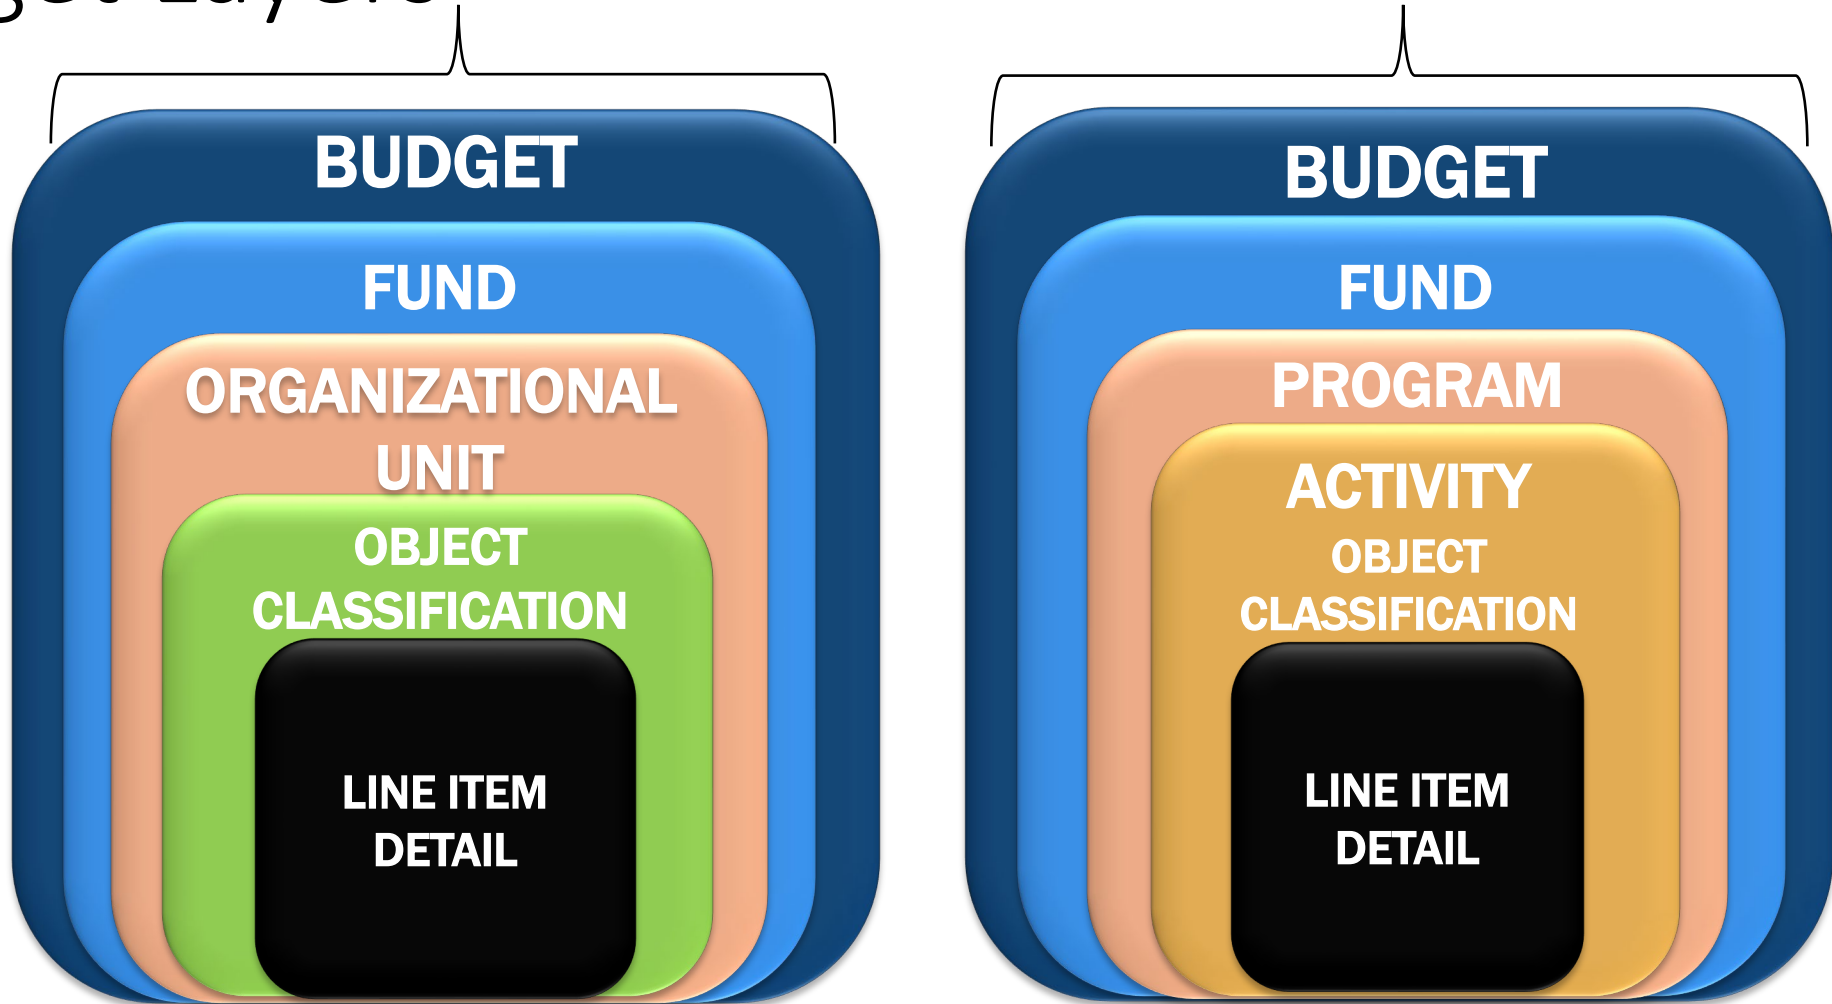 BUDGET
FUND
ORGANIZATIONAL
UNIT
OBJECT
CLASSIFICATION
LINE ITEM
DETAIL
BUDGET
FUND
PROGRAM
ACTIVITY
OBJECT
CLASSIFICATION
LINE ITEM
DETAIL